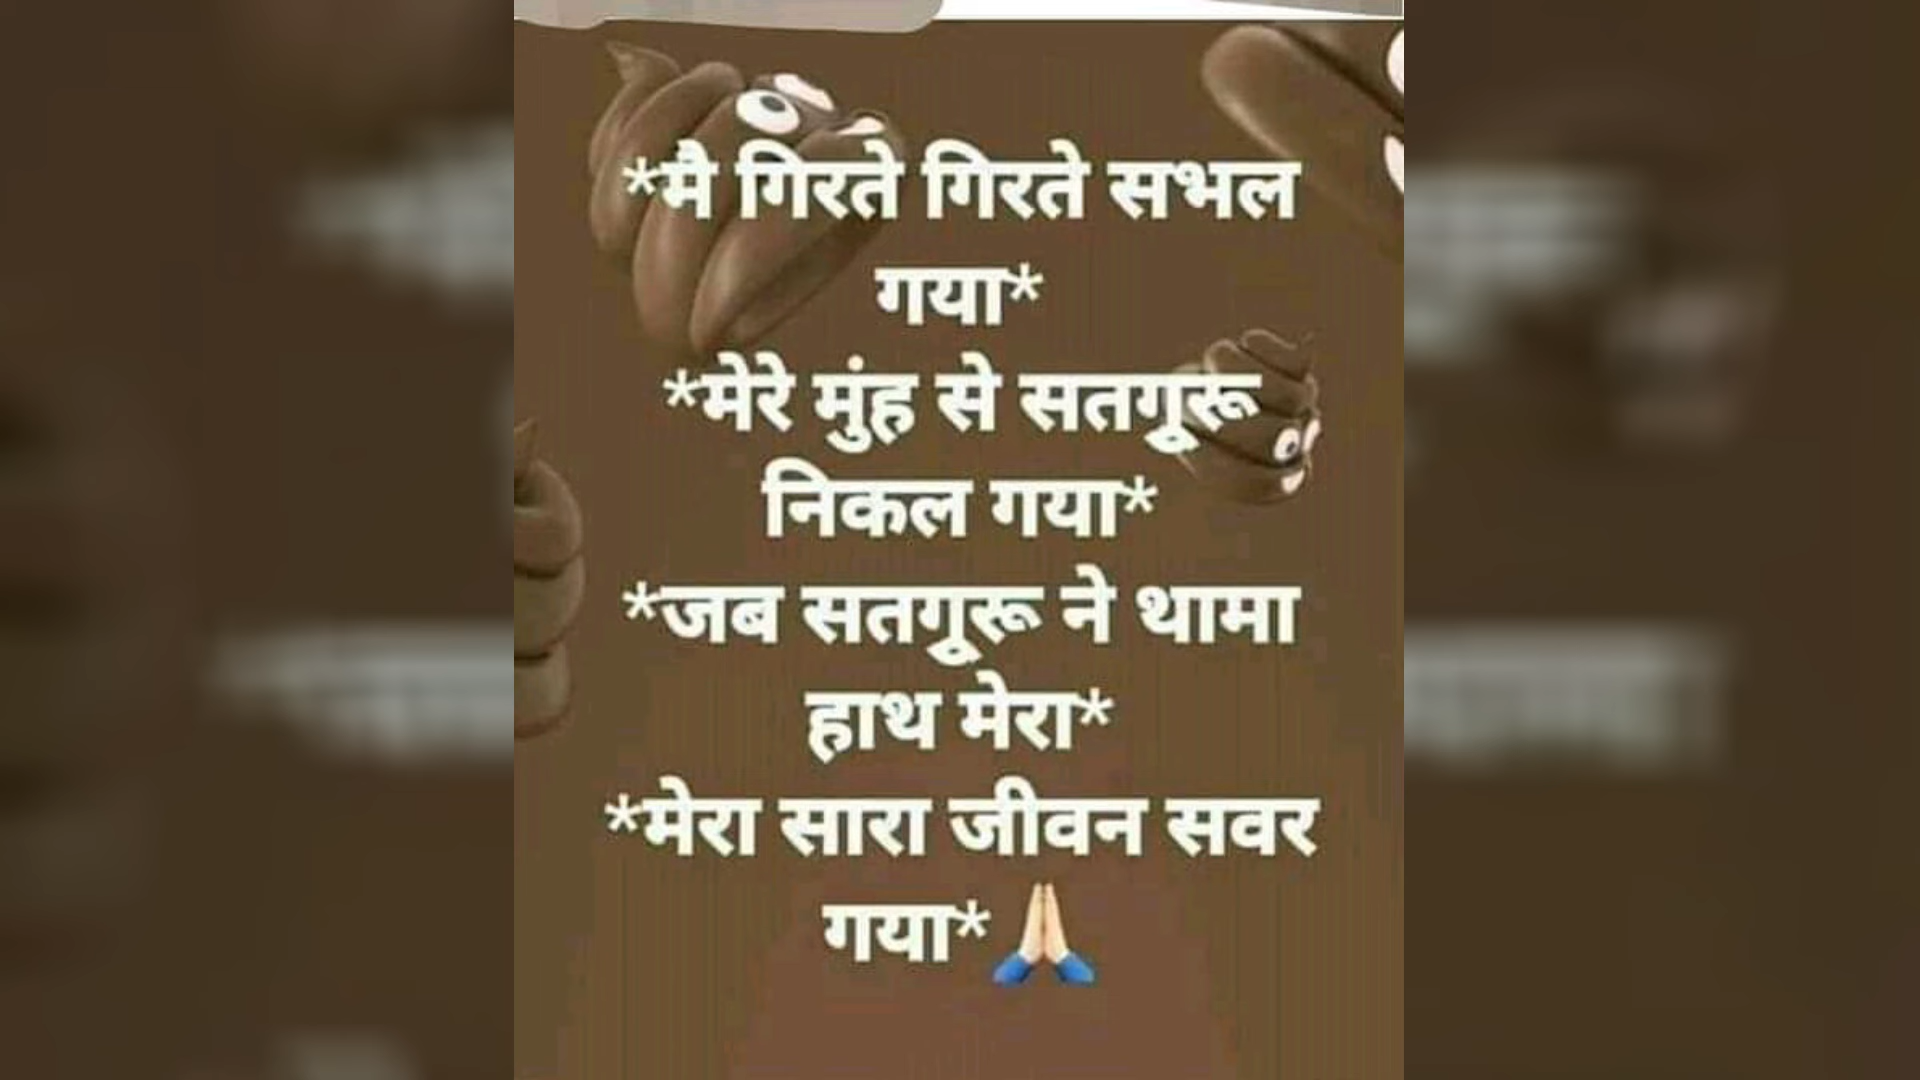 *मै गिरते गिरते सभल
गया*
*मेरे मुंह से सतगुरू
निकल गया*
*जब सतगुरू ने थामा
हाथ मेरा*
*मेरा सारा जीवन सवर
गया*🙏🏻